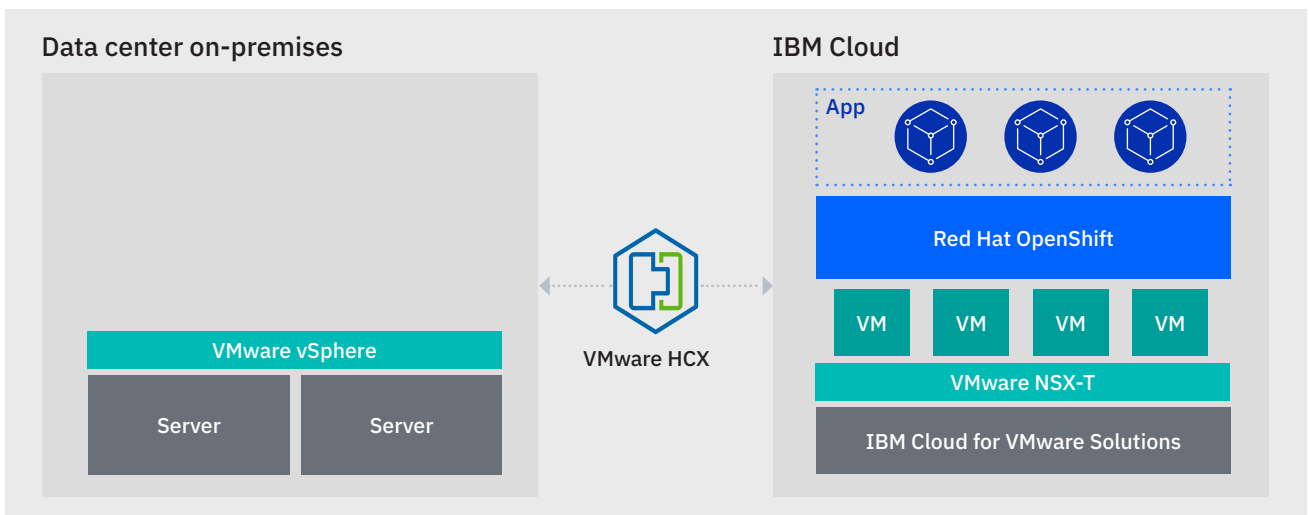 Data center on-premises
IBM Cloud
App
Red Hat OpenShift
VM VM VM VM
VMware vSphere
VMware HCX
VMware NSX-T
Server Server
IBM Cloud for VMware Solutions